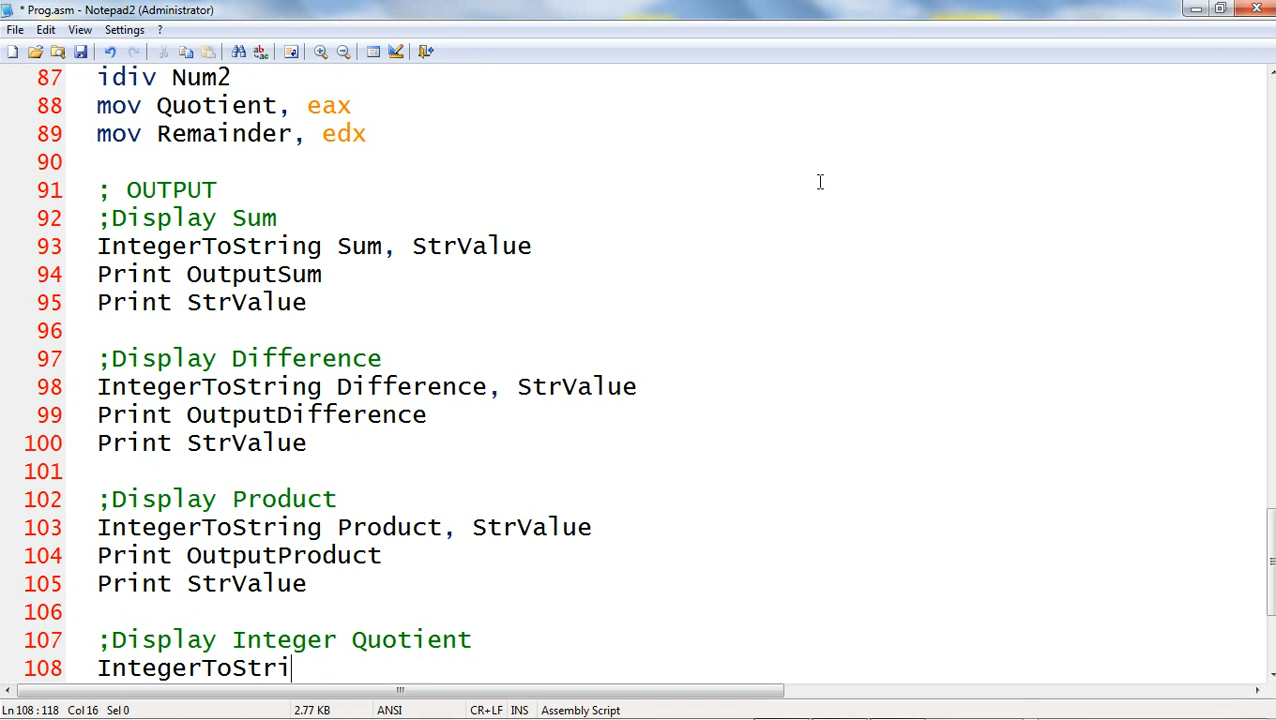 * Prog.asm - Notepad2 (Administrator)
File Edit View Settings ?
87 idiv Num2
88 mov Quotient, eax
89 mov Remainder, edx
90
91 ; OUTPUT
92 ;Display Sum
93 IntegerToString Sum, StrValue
94 Print OutputSum
95 Print StrValue
96
97 ;Display Difference
98 IntegerToString Difference, StrValue
99 Print OutputDifference
100 Print StrValue
101
102 ;Display Product
103 IntegerToString Product, StrValue
104 Print OutputProduct
105 Print StrValue
106
107 ;Display Integer Quotient
108 IntegerToStri
Ln 108 : 118 Col 16 Sel 0 2.77 KB ANSI CR+LF INS Assembly Script